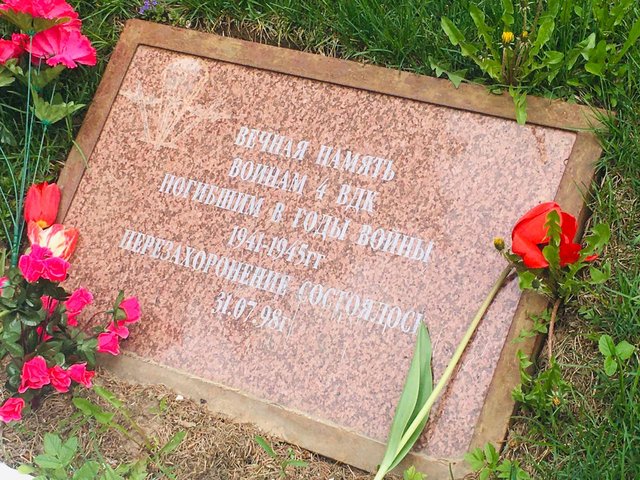 ВЕЧНАЯ ПАМЯТЬ
ВОИНАМ 4 ВДК
ПОГИБШИМ В ГОДЫ ВОЙНЫ
1941-1945гг
ПЕРЕЗАХОРОНЕНИЕ СОСТОЯЛОСЬ
31.07.98г.